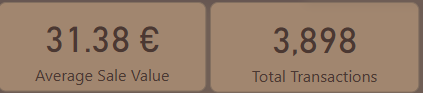 31.38 €
Average Sale Value
3,898
Total Transactions